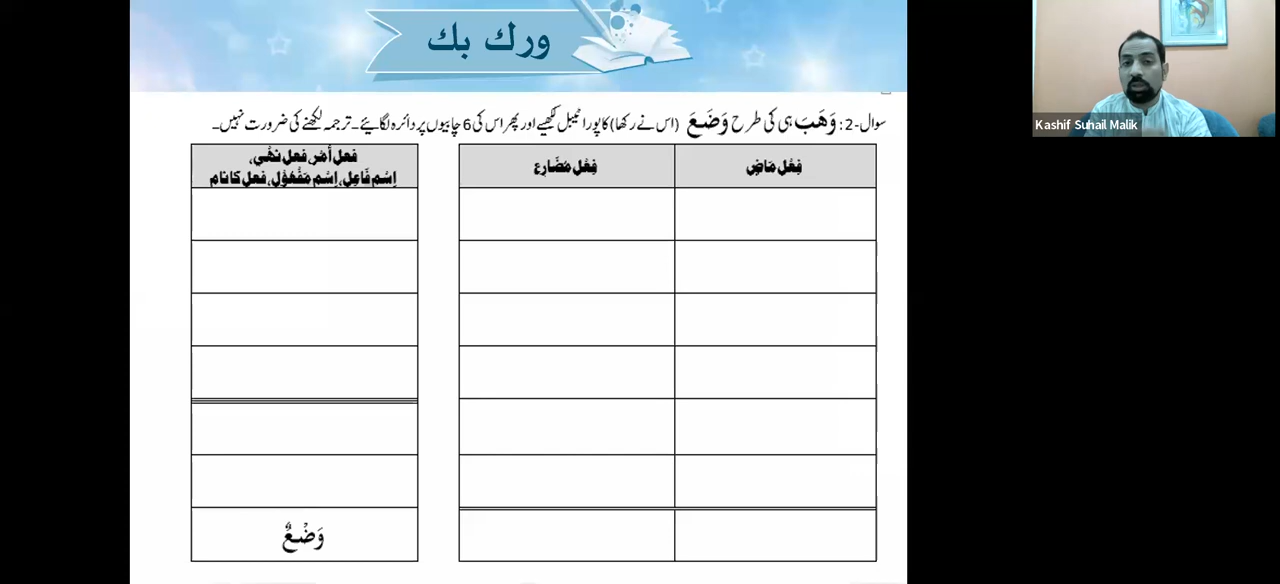 ورك بك
Kashif Suhail Malik
سوال-2: وَهَبَ ہی کی طرح وَضَعَ (اس نے رکھا) کا پورا ٹیبل لکھیے اور پھر اس کی 6 چابیوں پر دائرہ لگائیے۔ ترجمہ لکھنے کی ضرورت نہیں۔
فِعْل مَاضِي
فِعْل مُضَارِع
فعل أمر، فعل نهي،
اِسْم فَاعِل، اِسْم مَفْعُوْل، فعل کا نام
وَضْعٌ